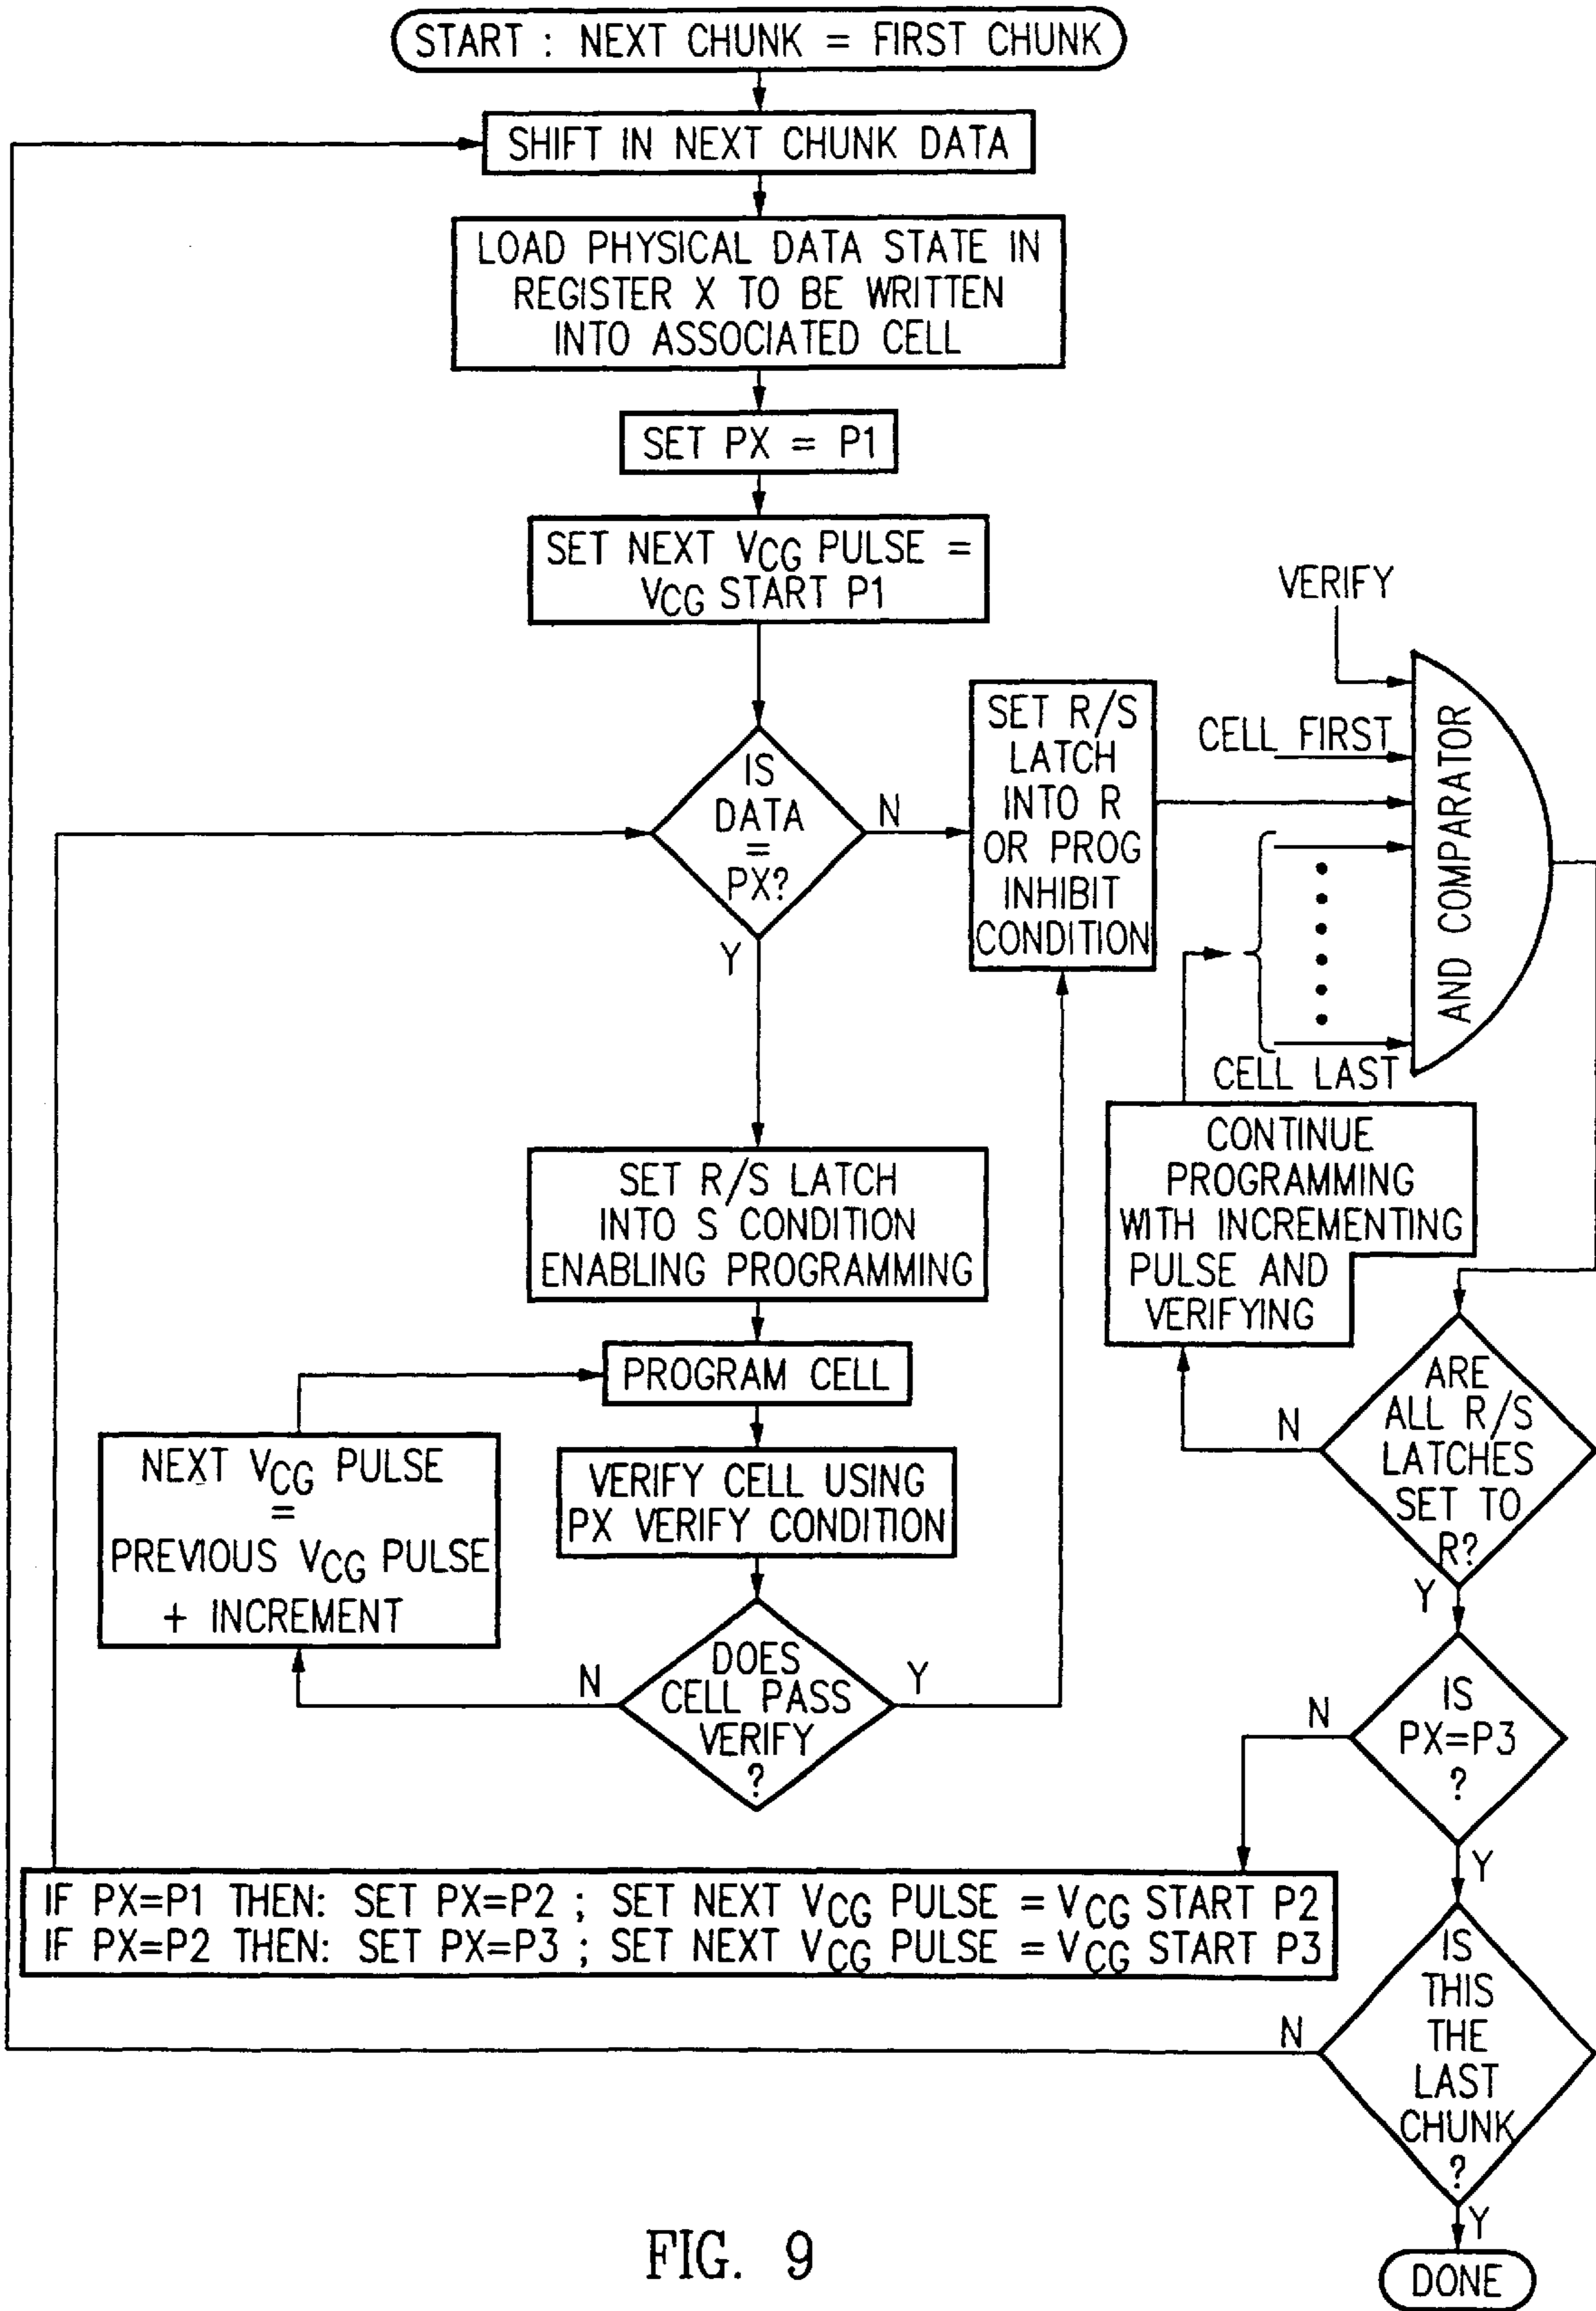 START : NEXT CHUNK = FIRST CHUNK
SHIFT IN NEXT CHUNK DATA
LOAD PHYSICAL DATA STATE IN
REGISTER X TO BE WRITTEN
INTO ASSOCIATED CELL
SET PX = P1
SET NEXT VCG PULSE =
VCG START P1
IS
DATA
=
PX?
N
Y
SET R/S
LATCH
INTO R
OR PROG
INHIBIT
CONDITION
VERIFY
CELL FIRST
CELL LAST
AND COMPARATOR
SET R/S LATCH
INTO S CONDITION
ENABLING PROGRAMMING
PROGRAM CELL
VERIFY CELL USING
PX VERIFY CONDITION
NEXT VCG PULSE
=
PREVIOUS VCG PULSE
+ INCREMENT
DOES
CELL PASS
VERIFY
?
N
Y
CONTINUE
PROGRAMMING
WITH INCREMENTING
PULSE AND
VERIFYING
ARE
ALL R/S
LATCHES
SET TO
R?
N
Y
IS
PX=P3
?
N
Y
IF PX=P1 THEN: SET PX=P2 ; SET NEXT VCG PULSE = VCG START P2
IF PX=P2 THEN: SET PX=P3 ; SET NEXT VCG PULSE = VCG START P3
IS
THIS
THE
LAST
CHUNK
?
N
Y
DONE
FIG. 9